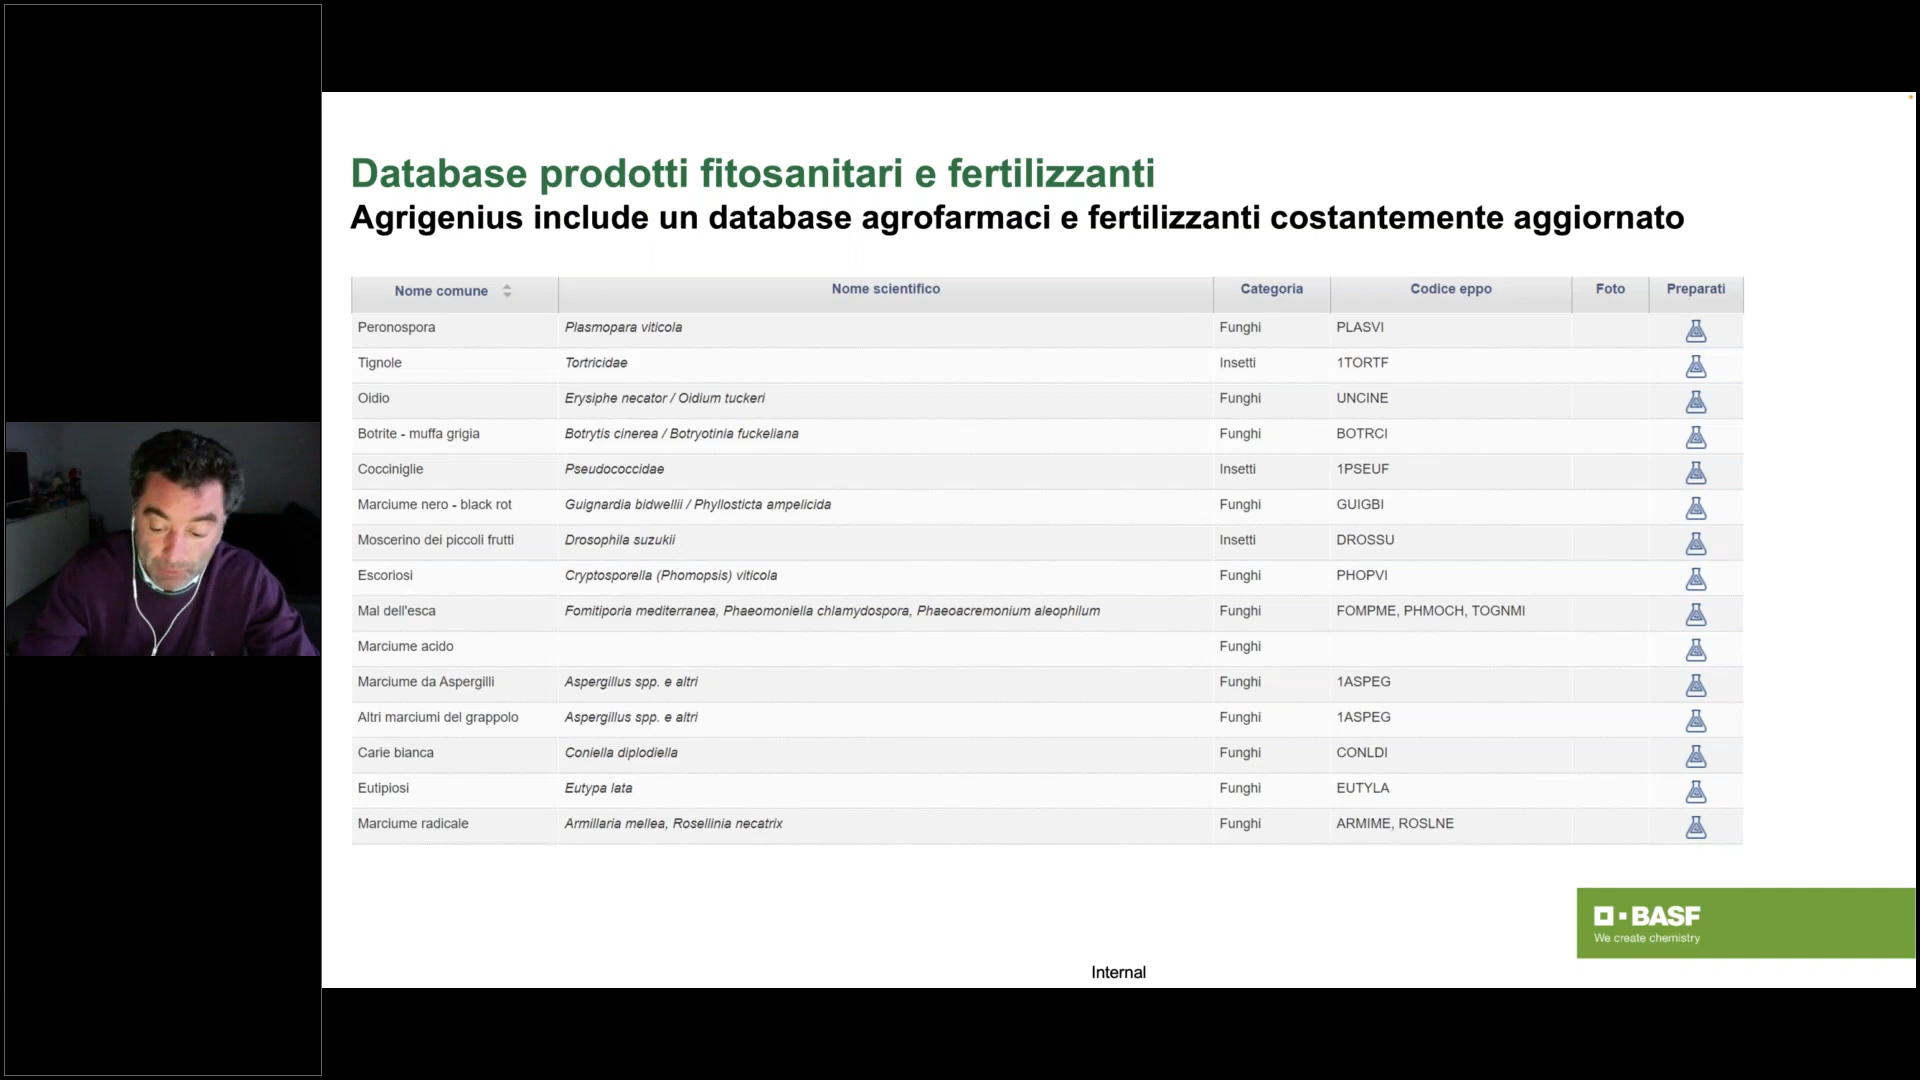 Database prodotti fitosanitari e fertilizzanti
Agrigenius include un database agrofarmaci e fertilizzanti costantemente aggiornato
Nome comune Nome scientifico Categoria Codice eppo Foto Preparati
Peronospora Plasmopara viticola Funghi PLASVI
Tignole Tortricidae Insetti 1TORTF
Oidio Erysiphe necator / Oidium tuckeri Funghi UNCINE
Botrite - muffa grigia Botrytis cinerea / Botryotinia fuckeliana Funghi BOTRCI
Cocciniglie Pseudococcidae Insetti 1PSEUF
Marciume nero - black rot Guignardia bidwellii / Phyllosticta ampelicida Funghi GUIGBI
Moscerino dei piccoli frutti Drosophila suzukii Insetti DROSSU
Escoriosi Cryptosporella (Phomopsis) viticola Funghi PHOPVI
Mal dell'esca Fomitiporia mediterranea, Phaeomoniella chlamydospora, Phaeoacremonium aleophilum Funghi FOMPME, PHMOCH, TOGNMI
Marciume acido Funghi
Marciume da Aspergilli Aspergillus spp. e altri Funghi 1ASPEG
Altri marciumi del grappolo Aspergillus spp. e altri Funghi 1ASPEG
Carie bianca Coniella diplodiella Funghi CONLDI
Eutipiosi Eutypa lata Funghi EUTYLA
Marciume radicale Armillaria mellea, Rosellinia necatrix Funghi ARMIME, ROSLNE
BASF
We create chemistry
Internal